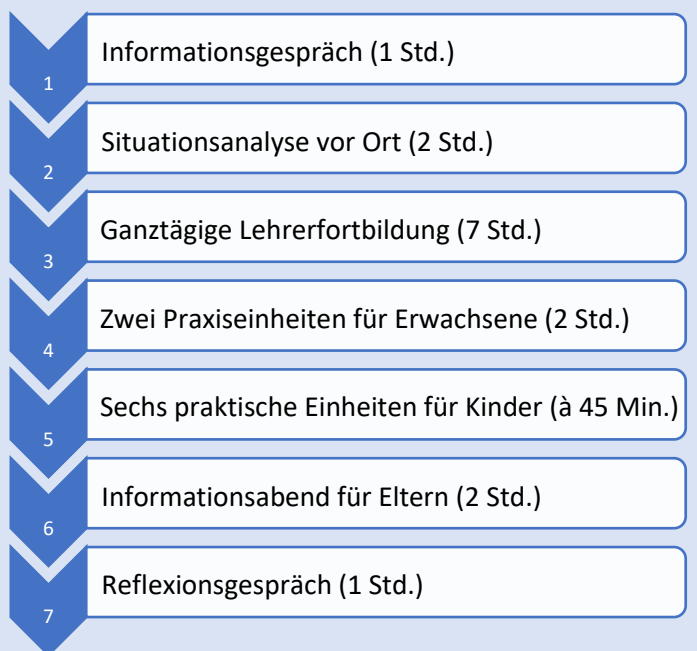 1 Informationsgespräch (1 Std.)
2 Situationsanalyse vor Ort (2 Std.)
3 Ganztägige Lehrerfortbildung (7 Std.)
4 Zwei Praxiseinheiten für Erwachsene (2 Std.)
5 Sechs praktische Einheiten für Kinder (à 45 Min.)
6 Informationsabend für Eltern (2 Std.)
7 Reflexionsgespräch (1 Std.)